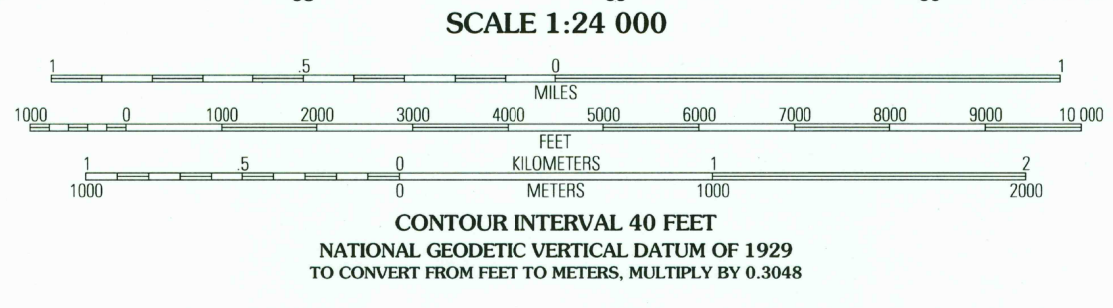 SCALE 1:24 000
1 .5 0 1
MILES
1000 0 1000 2000 3000 4000 5000 6000 7000 8000 9000 10 000
FEET
1 .5 0 KILOMETERS 1 2
1000 0 METERS 1000 2000
CONTOUR INTERVAL 40 FEET
NATIONAL GEODETIC VERTICAL DATUM OF 1929
TO CONVERT FROM FEET TO METERS, MULTIPLY BY 0.3048